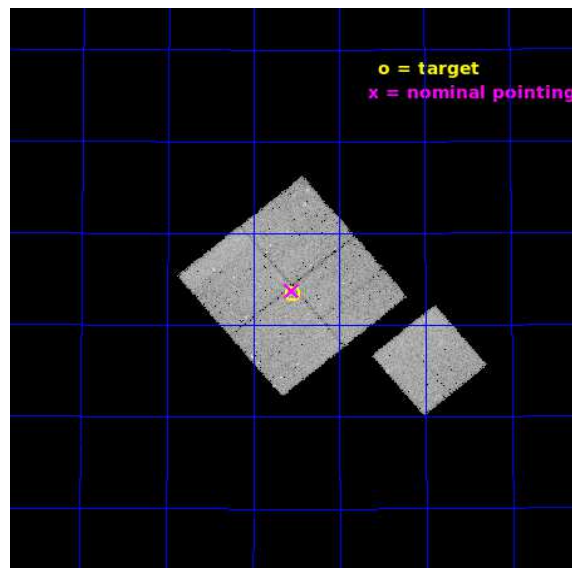 o = target
x = nominal pointing